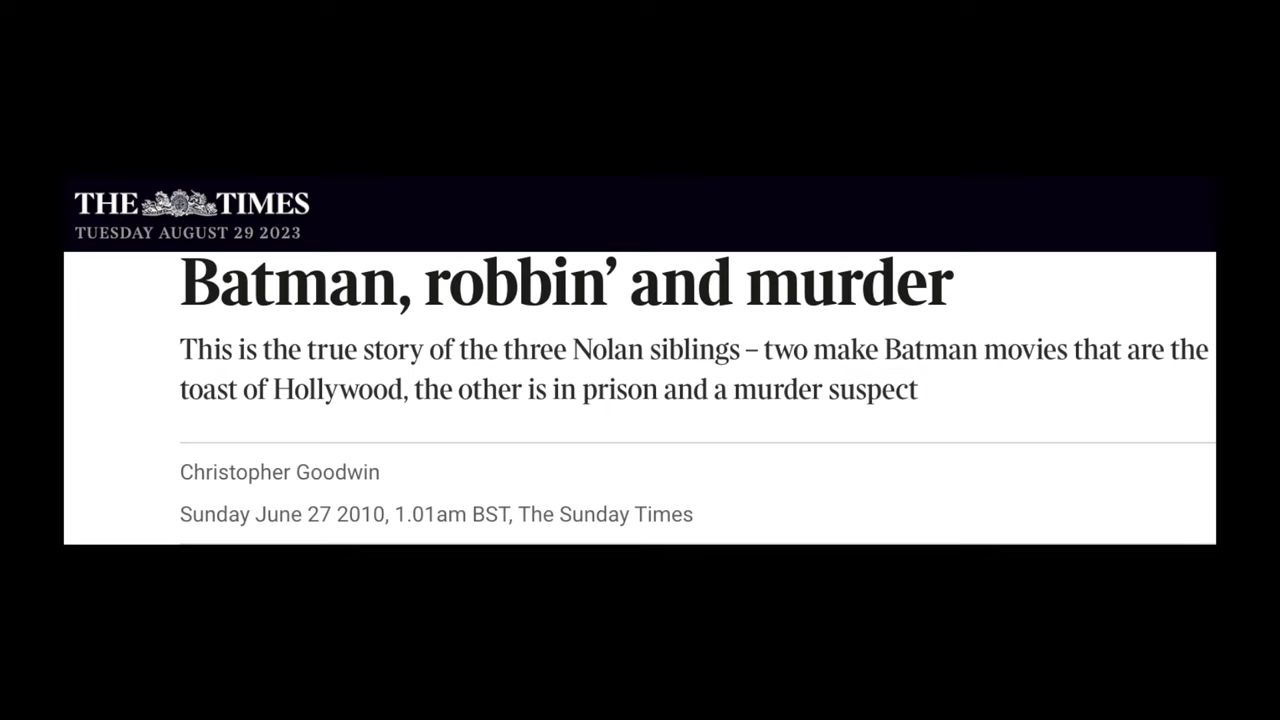 THE TIMES
TUESDAY AUGUST 29 2023
Batman, robbin’ and murder
This is the true story of the three Nolan siblings – two make Batman movies that are the
toast of Hollywood, the other is in prison and a murder suspect
Christopher Goodwin
Sunday June 27 2010, 1.01am BST, The Sunday Times